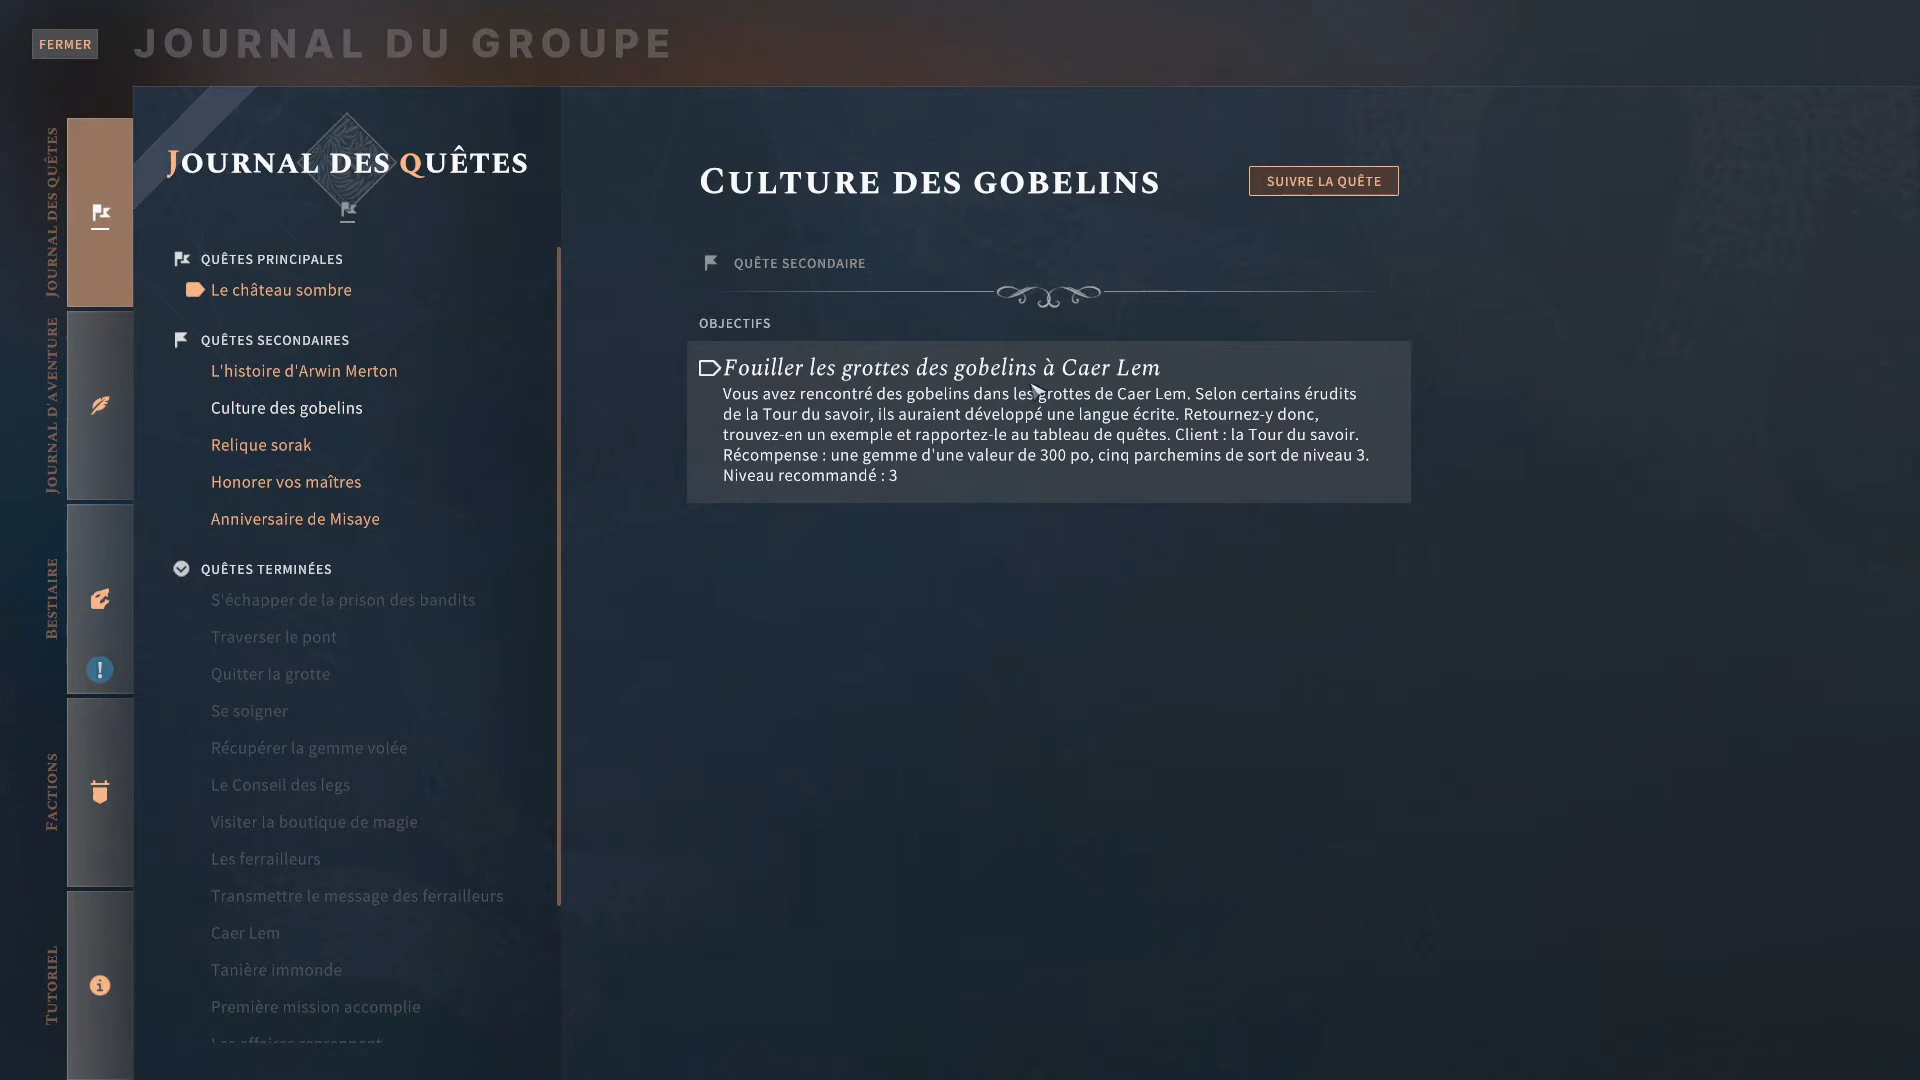 FERMER
JOURNAL DU GROUPE
JOURNAL DES QUÊTES
JOURNAL D'AVENTURE
BESTIAIRE
FACTIONS
TUTORIEL
JOURNAL DES QUÊTES
QUÊTES PRINCIPALES
Le château sombre
QUÊTES SECONDAIRES
L'histoire d'Arwin Merton
Culture des gobelins
Relique sorak
Honorer vos maîtres
Anniversaire de Misaye
QUÊTES TERMINÉES
S'échapper de la prison des bandits
Traverser le pont
Quitter la grotte
Se soigner
Récupérer la gemme volée
Le Conseil des legs
Visiter la boutique de magie
Les ferrailleurs
Transmettre le message des ferrailleurs
Caer Lem
Tanière immonde
Première mission accomplie
CULTURE DES GOBELINS
SUIVRE LA QUÊTE
QUÊTE SECONDAIRE
OBJECTIFS
Fouiller les grottes des gobelins à Caer Lem
Vous avez rencontré des gobelins dans les grottes de Caer Lem. Selon certains érudits
de la Tour du savoir, ils auraient développé une langue écrite. Retournez-y donc,
trouvez-en un exemple et rapportez-le au tableau de quêtes. Client : la Tour du savoir.
Récompense : une gemme d'une valeur de 300 po, cinq parchemins de sort de niveau 3.
Niveau recommandé : 3